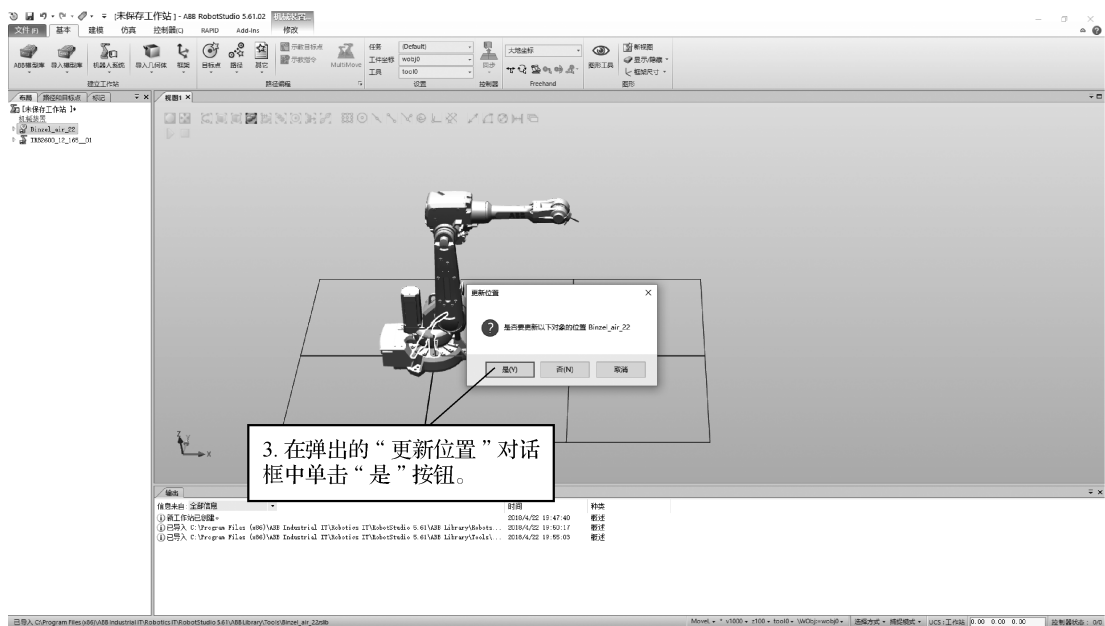 [未保存工作站] - ABB RobotStudio 5.61.02
文件(F) 基本 建模 仿真 控制器(C) RAPID Add-Ins 修改
ABB模型库 导入模型库 机器人系统 导入几何体 框架 目标点 路径 其它
示教目标点
示教指令
MultiMove
任务 (Default)
工件坐标 wobj0
工具 tool0
同步
大地坐标
图形工具
新视图
显示/隐藏
框架尺寸
建立工作站 路径编程 设置 控制器 Freehand 图形
布局 路径和目标点 标记
视图1
[未保存工作站]*
机械装置
Binzel_air_22
IRB2600_12_165__01
更新位置
是否要更新以下对象的位置 Binzel_air_22
是(Y) 否(N) 取消
3. 在弹出的“更新位置”对话
框中单击“是”按钮。
Z Y X
输出
信息来自 全部信息 时间 种类
新工作站已创建。 2018/4/22 19:47:40 概述
已导入 C:\Program Files (x86)\ABB Industrial IT\Robotics IT\RobotStudio 5.61\ABB Library\Robots... 2018/4/22 19:50:17 概述
已导入 C:\Program Files (x86)\ABB Industrial IT\Robotics IT\RobotStudio 5.61\ABB Library\Tools\... 2018/4/22 19:55:03 概述
已导入 C:\Program Files (x86)\ABB Industrial IT\Robotics IT\RobotStudio 5.61\ABB Library\Tools\Binzel_air_22.rslib
MoveL * v1000 z100 tool0 \WObj:=wobj0 选择方式 捕捉模式 UCS : 工作站 0.00 0.00 0.00 控制器状态: 0/0